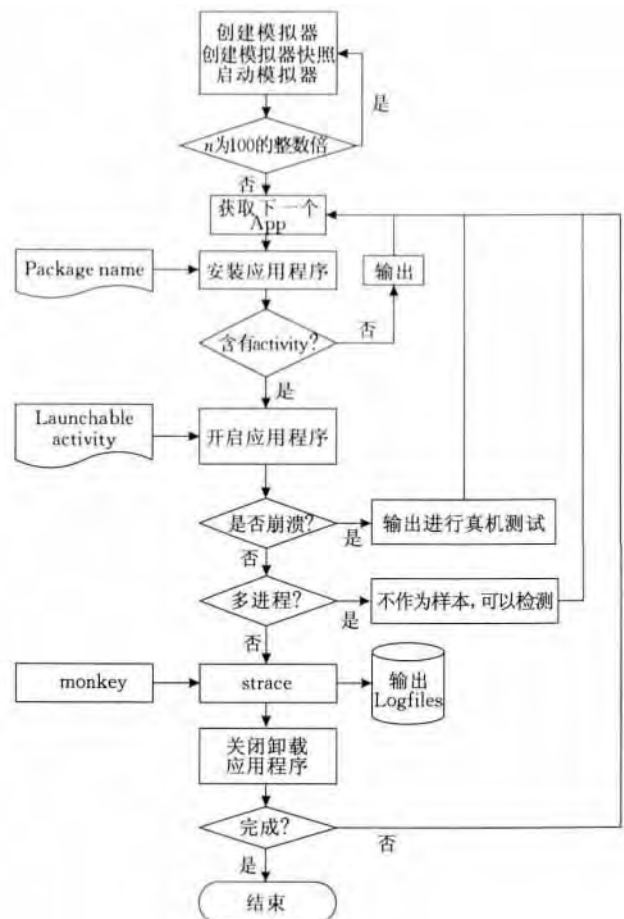 创建模拟器
创建模拟器快照
启动模拟器
是
n为100的整数倍
否
获取下一个
App
Package name
安装应用程序
输出
含有activity?
否
是
Launchable
activity
开启应用程序
是否崩溃?
是
输出进行真机测试
否
多进程?
是
不作为样本,可以检测
否
monkey
strace
输出
Logfiles
关闭卸载
应用程序
完成?
否
是
结束